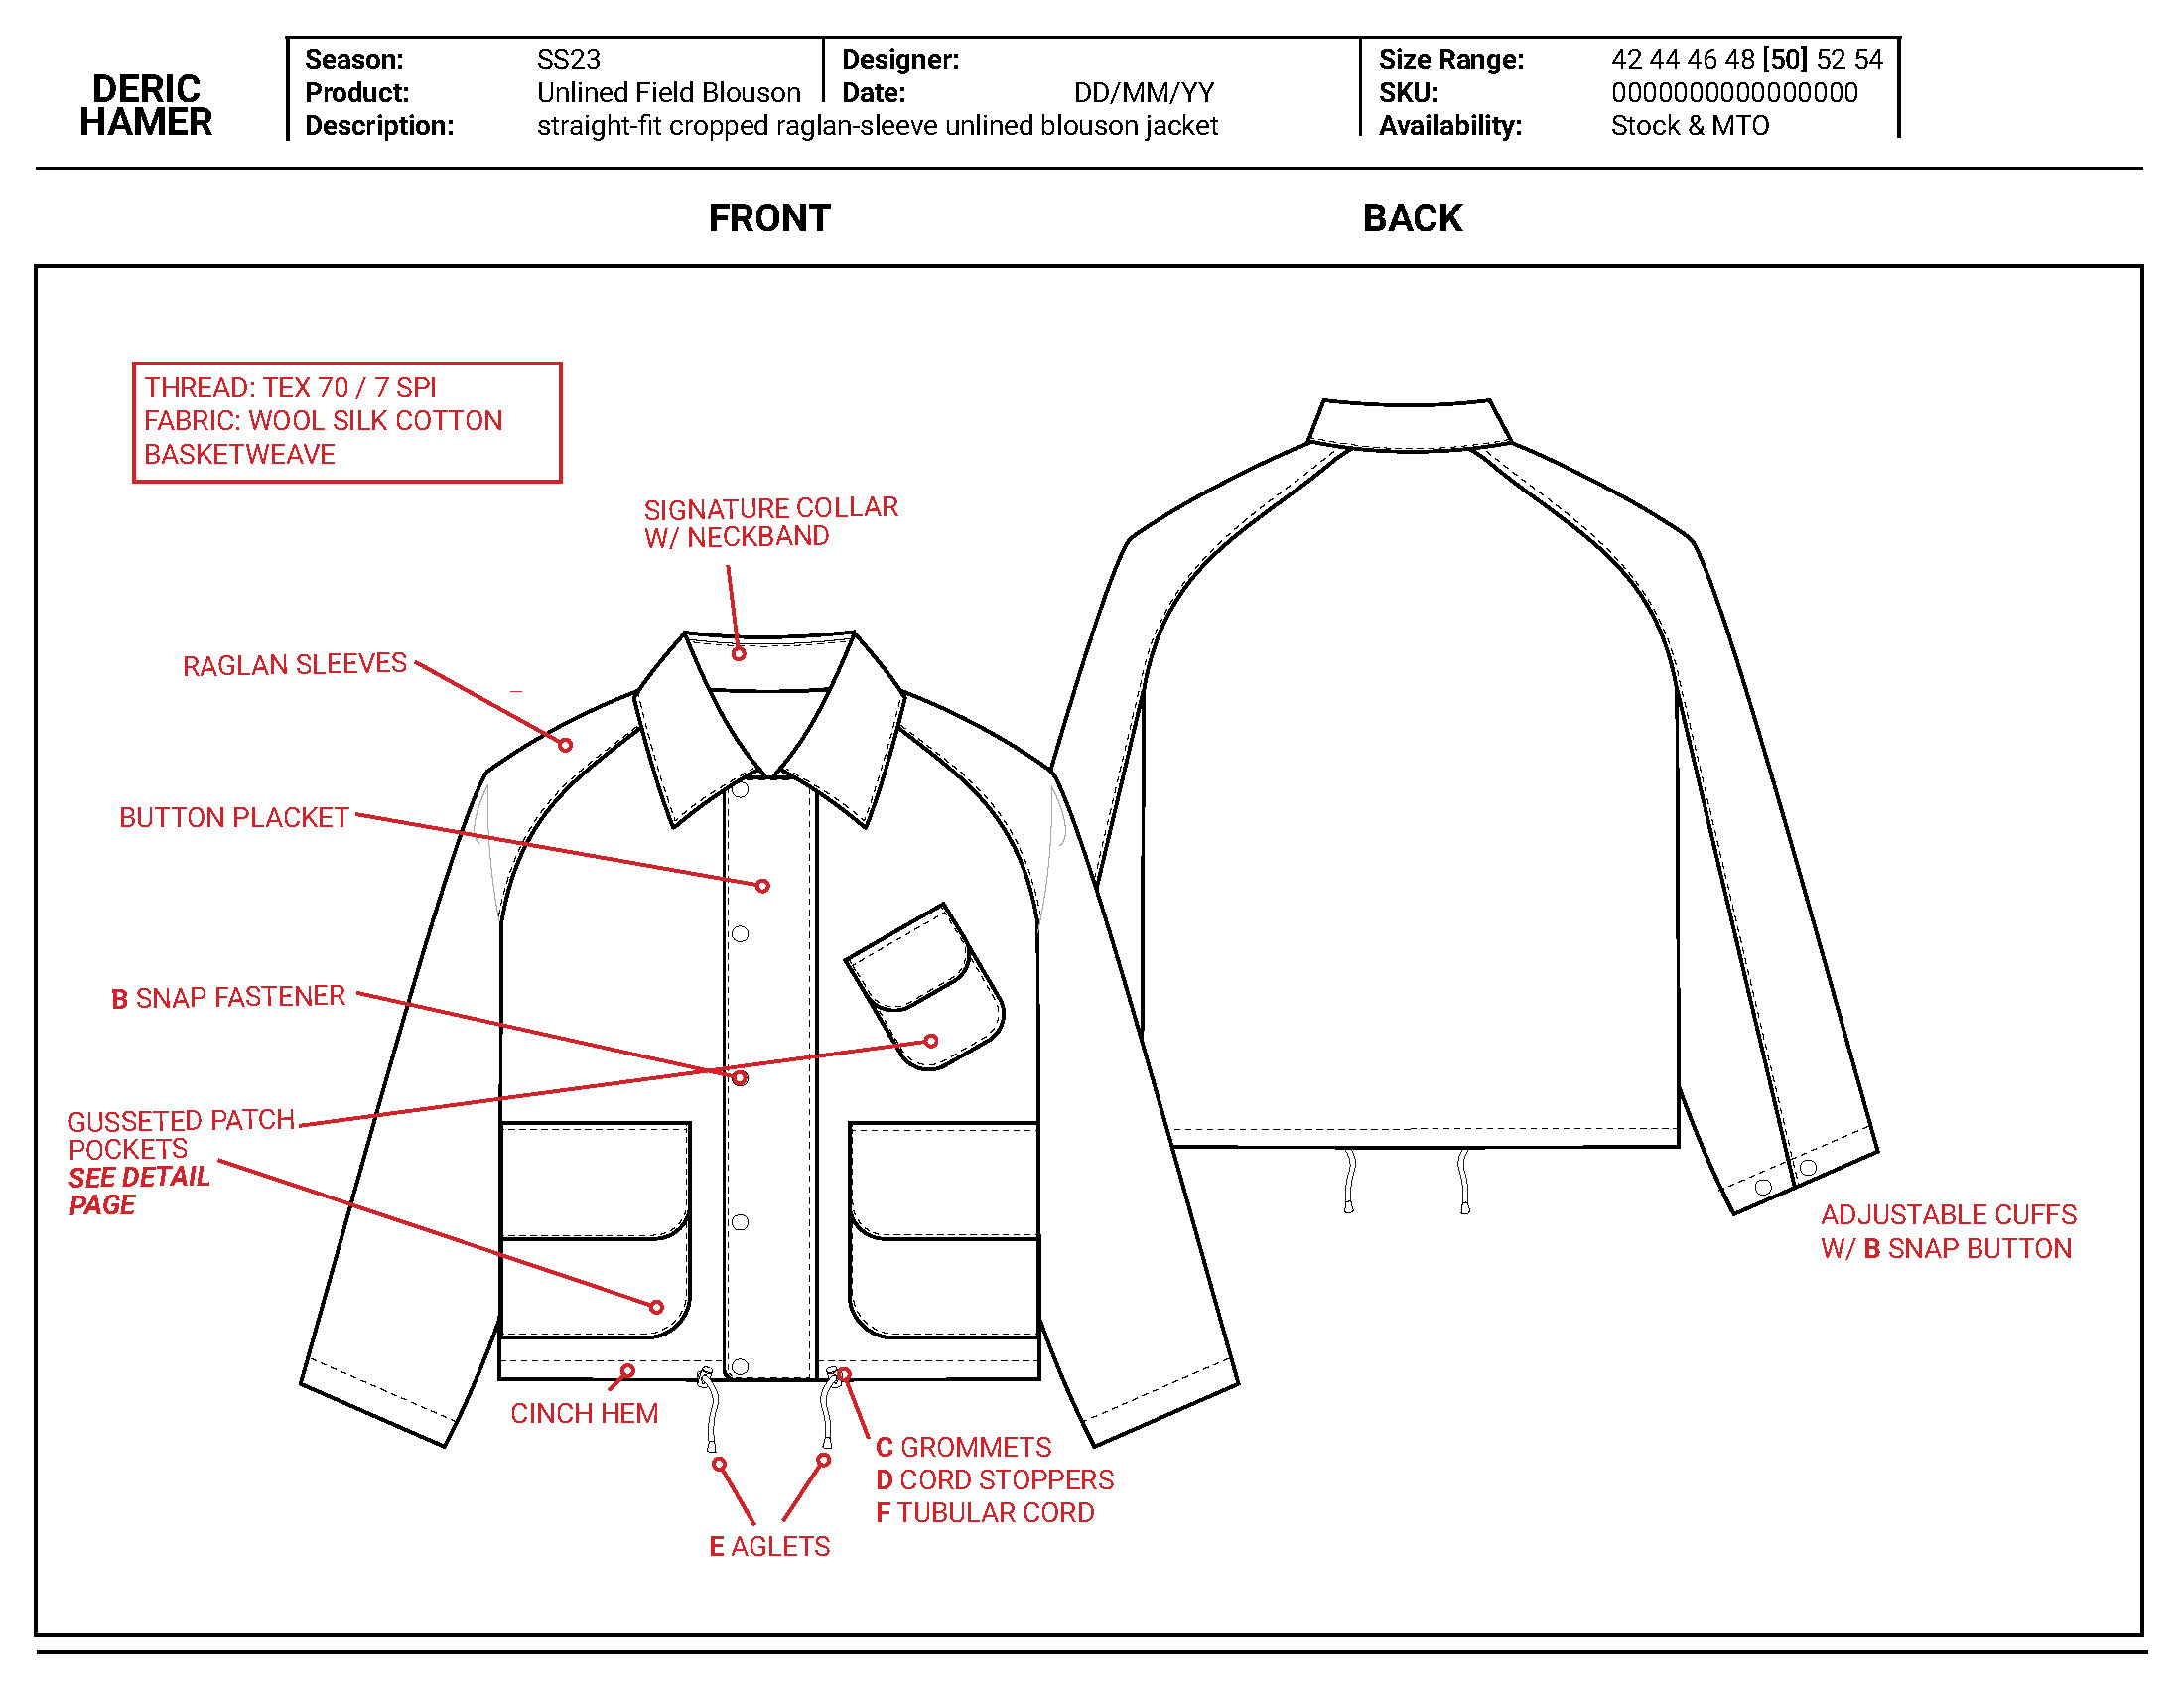 DERIC
HAMER
Season: SS23
Product: Unlined Field Blouson
Description: straight-fit cropped raglan-sleeve unlined blouson jacket
Designer:
Date: DD/MM/YY
Size Range: 42 44 46 48 [50] 52 54
SKU: 0000000000000000
Availability: Stock & MTO
FRONT
BACK
THREAD: TEX 70 / 7 SPI
FABRIC: WOOL SILK COTTON
BASKETWEAVE
SIGNATURE COLLAR
W/ NECKBAND
RAGLAN SLEEVES
BUTTON PLACKET
B SNAP FASTENER
GUSSETED PATCH
POCKETS
SEE DETAIL
PAGE
ADJUSTABLE CUFFS
W/ B SNAP BUTTON
CINCH HEM
C GROMMETS
D CORD STOPPERS
F TUBULAR CORD
E AGLETS